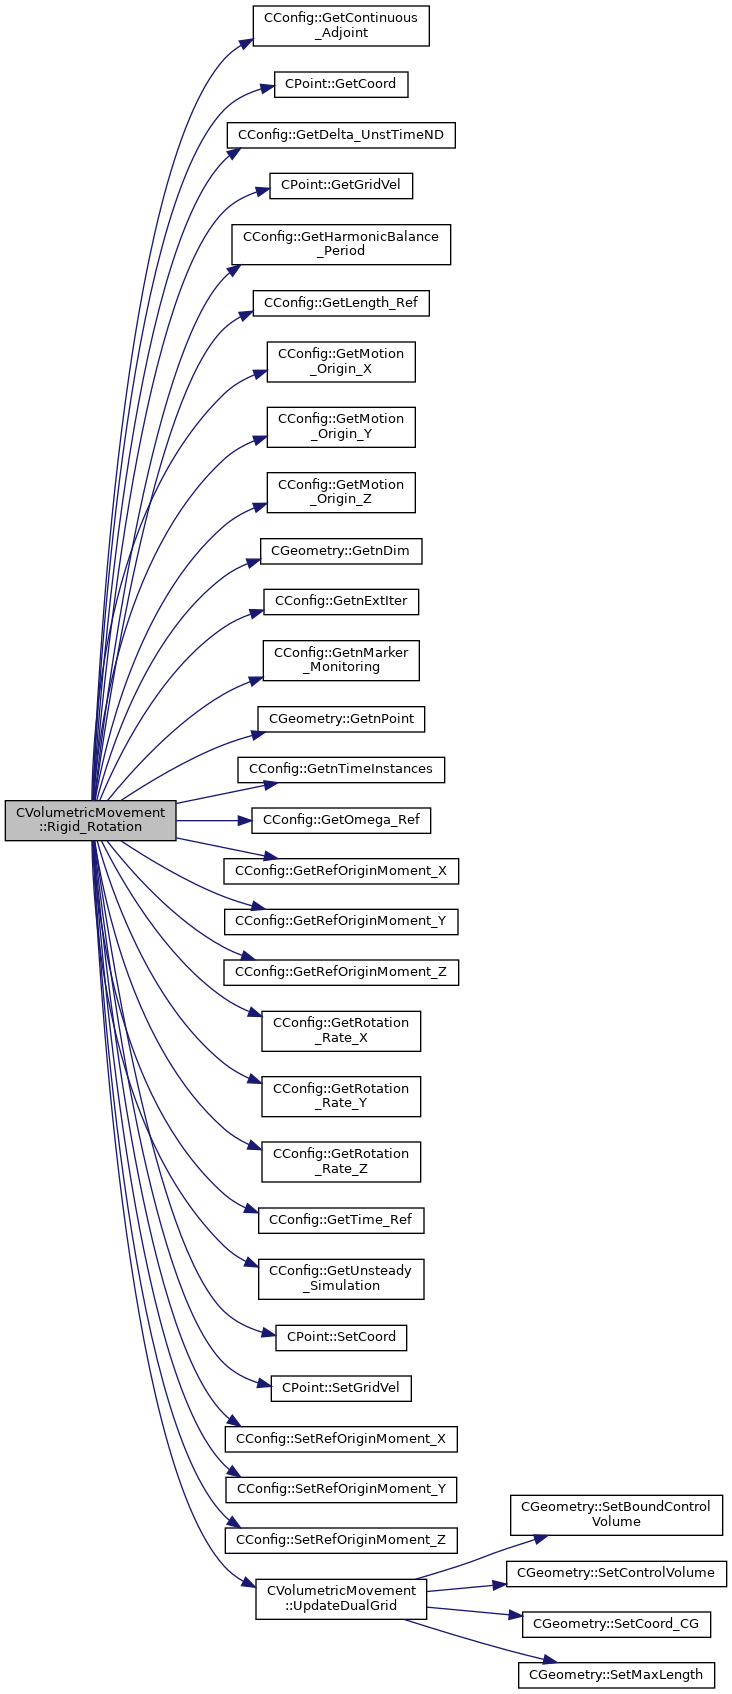 CConfig::GetContinuous
_Adjoint
CPoint::GetCoord
CConfig::GetDelta_UnstTimeND
CPoint::GetGridVel
CConfig::GetHarmonicBalance
_Period
CConfig::GetLength_Ref
CConfig::GetMotion
_Origin_X
CConfig::GetMotion
_Origin_Y
CConfig::GetMotion
_Origin_Z
CGeometry::GetnDim
CConfig::GetnExtIter
CConfig::GetnMarker
_Monitoring
CGeometry::GetnPoint
CConfig::GetnTimeInstances
CVolumetricMovement
::Rigid_Rotation
CConfig::GetOmega_Ref
CConfig::GetRefOriginMoment_X
CConfig::GetRefOriginMoment_Y
CConfig::GetRefOriginMoment_Z
CConfig::GetRotation
_Rate_X
CConfig::GetRotation
_Rate_Y
CConfig::GetRotation
_Rate_Z
CConfig::GetTime_Ref
CConfig::GetUnsteady
_Simulation
CPoint::SetCoord
CPoint::SetGridVel
CConfig::SetRefOriginMoment_X
CConfig::SetRefOriginMoment_Y
CConfig::SetRefOriginMoment_Z
CVolumetricMovement
::UpdateDualGrid
CGeometry::SetBoundControl
Volume
CGeometry::SetControlVolume
CGeometry::SetCoord_CG
CGeometry::SetMaxLength